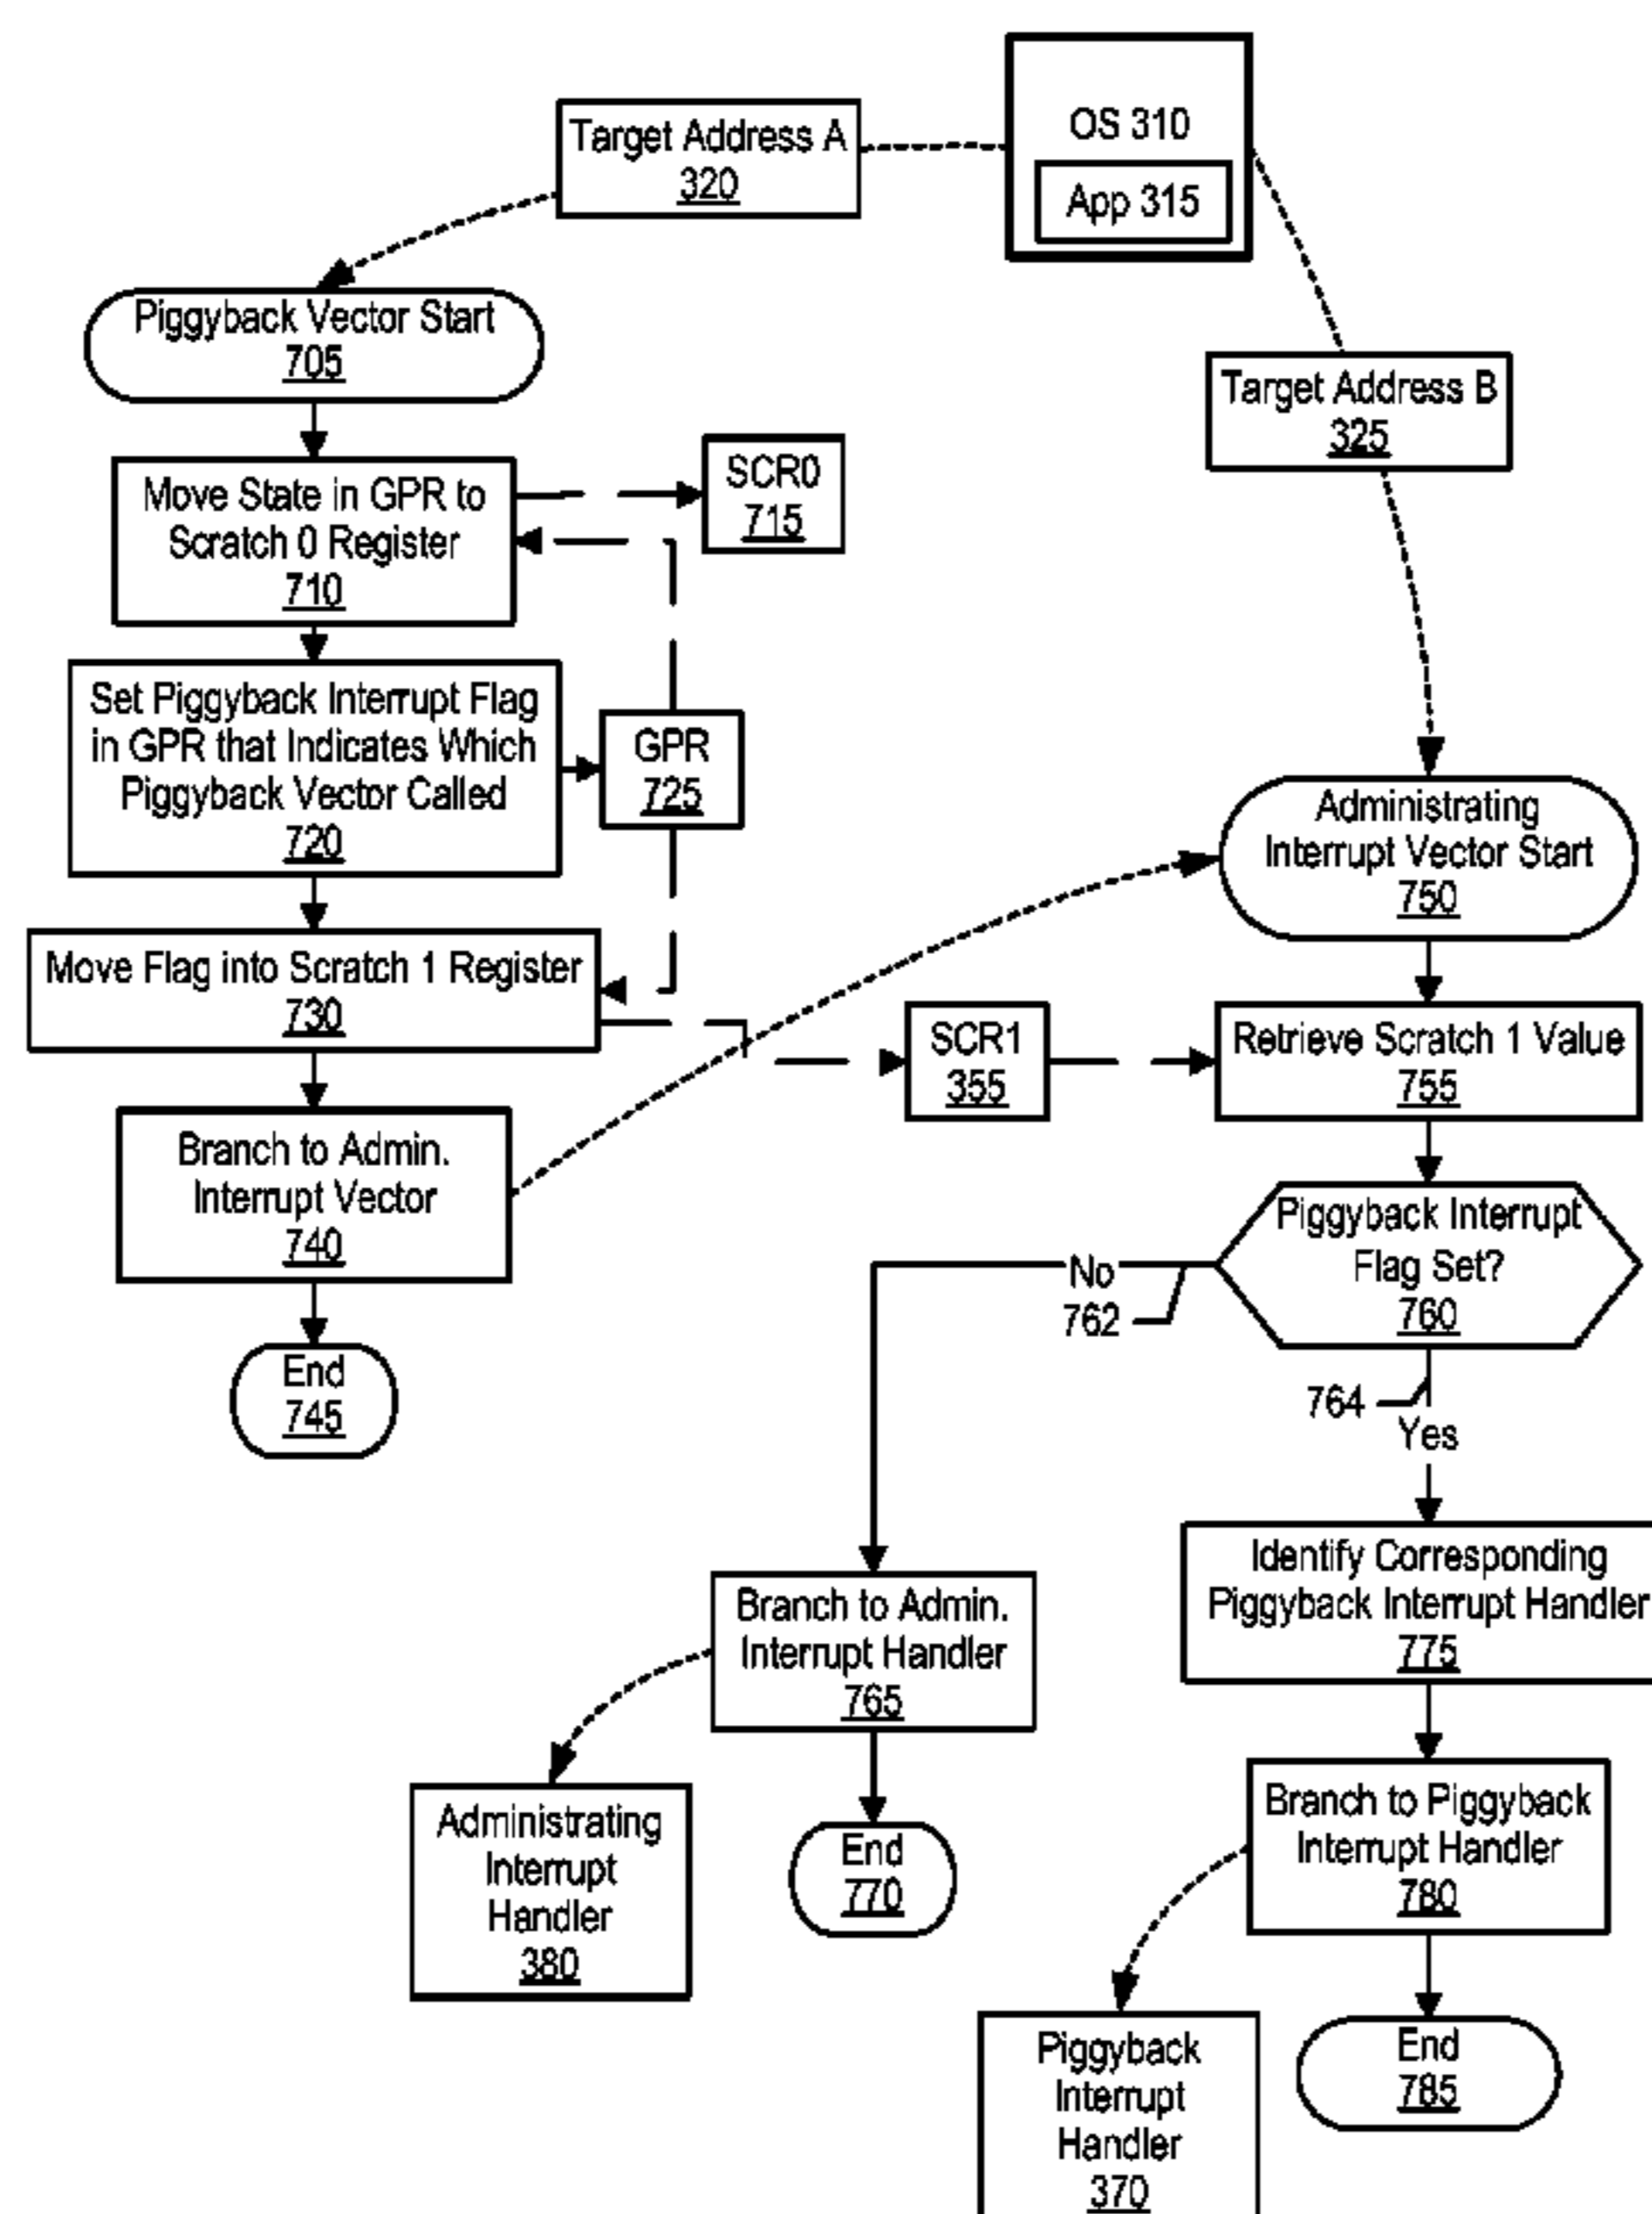 OS 310
App 315
Target Address A
320
Piggyback Vector Start
705
Target Address B
325
Move State in GPR to
Scratch 0 Register
710
SCR0
715
Set Piggyback Interrupt Flag
in GPR that Indicates Which
Piggyback Vector Called
720
GPR
725
Move Flag into Scratch 1 Register
730
Branch to Admin.
Interrupt Vector
740
End
745
Administrating
Interrupt Vector Start
750
SCR1
355
Retrieve Scratch 1 Value
755
Piggyback Interrupt
Flag Set?
760
No
762
764
Yes
Branch to Admin.
Interrupt Handler
765
Administrating
Interrupt
Handler
380
End
770
Identify Corresponding
Piggyback Interrupt Handler
775
Branch to Piggyback
Interrupt Handler
780
Piggyback
Interrupt
Handler
370
End
785